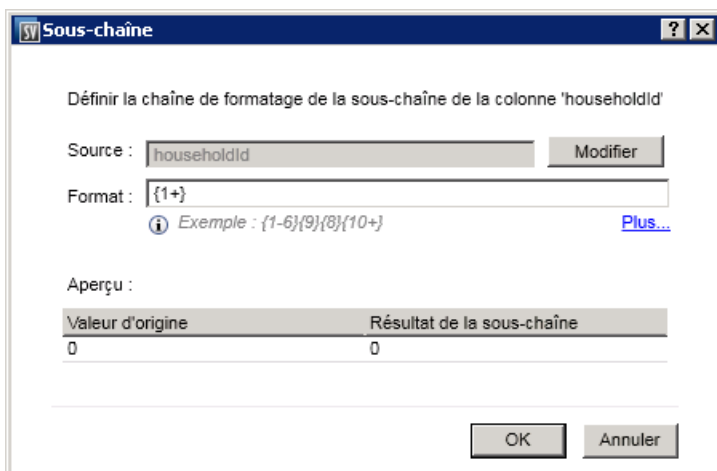 SV Sous-chaîne ? X
Définir la chaîne de formatage de la sous-chaîne de la colonne 'householdId'
Source : householdId Modifier
Format : {1+}
i Exemple : {1-6}{9}{8}{10+} Plus...
Aperçu :
Valeur d'origine Résultat de la sous-chaîne
0 0
OK Annuler